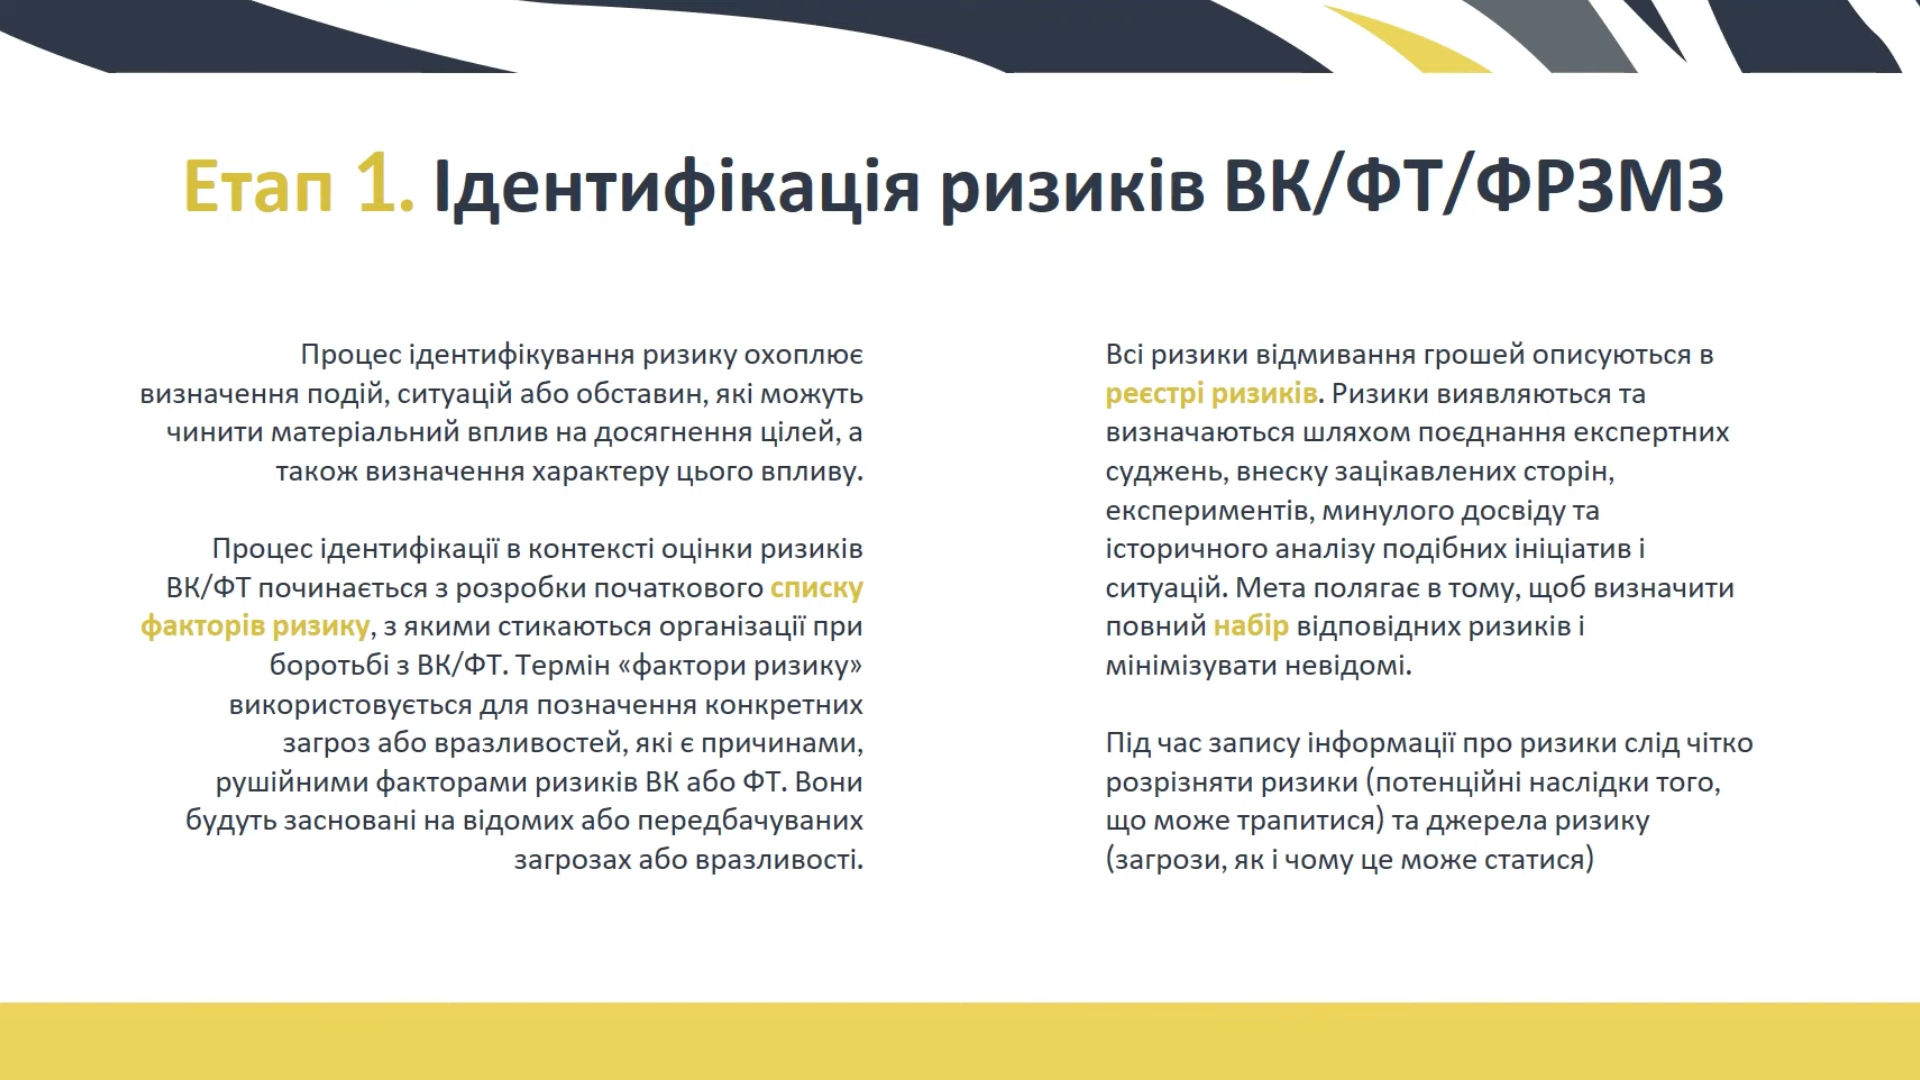 Етап 1. Ідентифікація ризиків ВК/ФТ/ФРЗМЗ
Процес ідентифікування ризику охоплює
визначення подій, ситуацій або обставин, які можуть
чинити матеріальний вплив на досягнення цілей, а
також визначення характеру цього впливу.
Процес ідентифікації в контексті оцінки ризиків
ВК/ФТ починається з розробки початкового списку
факторів ризику, з якими стикаються організації при
боротьбі з ВК/ФТ. Термін «фактори ризику»
використовується для позначення конкретних
загроз або вразливостей, які є причинами,
рушійними факторами ризиків ВК або ФТ. Вони
будуть засновані на відомих або передбачуваних
загрозах або вразливості.
Всі ризики відмивання грошей описуються в
реєстрі ризиків. Ризики виявляються та
визначаються шляхом поєднання експертних
суджень, внеску зацікавлених сторін,
експериментів, минулого досвіду та
історичного аналізу подібних ініціатив і
ситуацій. Мета полягає в тому, щоб визначити
повний набір відповідних ризиків і
мінімізувати невідомі.
Під час запису інформації про ризики слід чітко
розрізняти ризики (потенційні наслідки того,
що може трапитися) та джерела ризику
(загрози, як і чому це може статися)